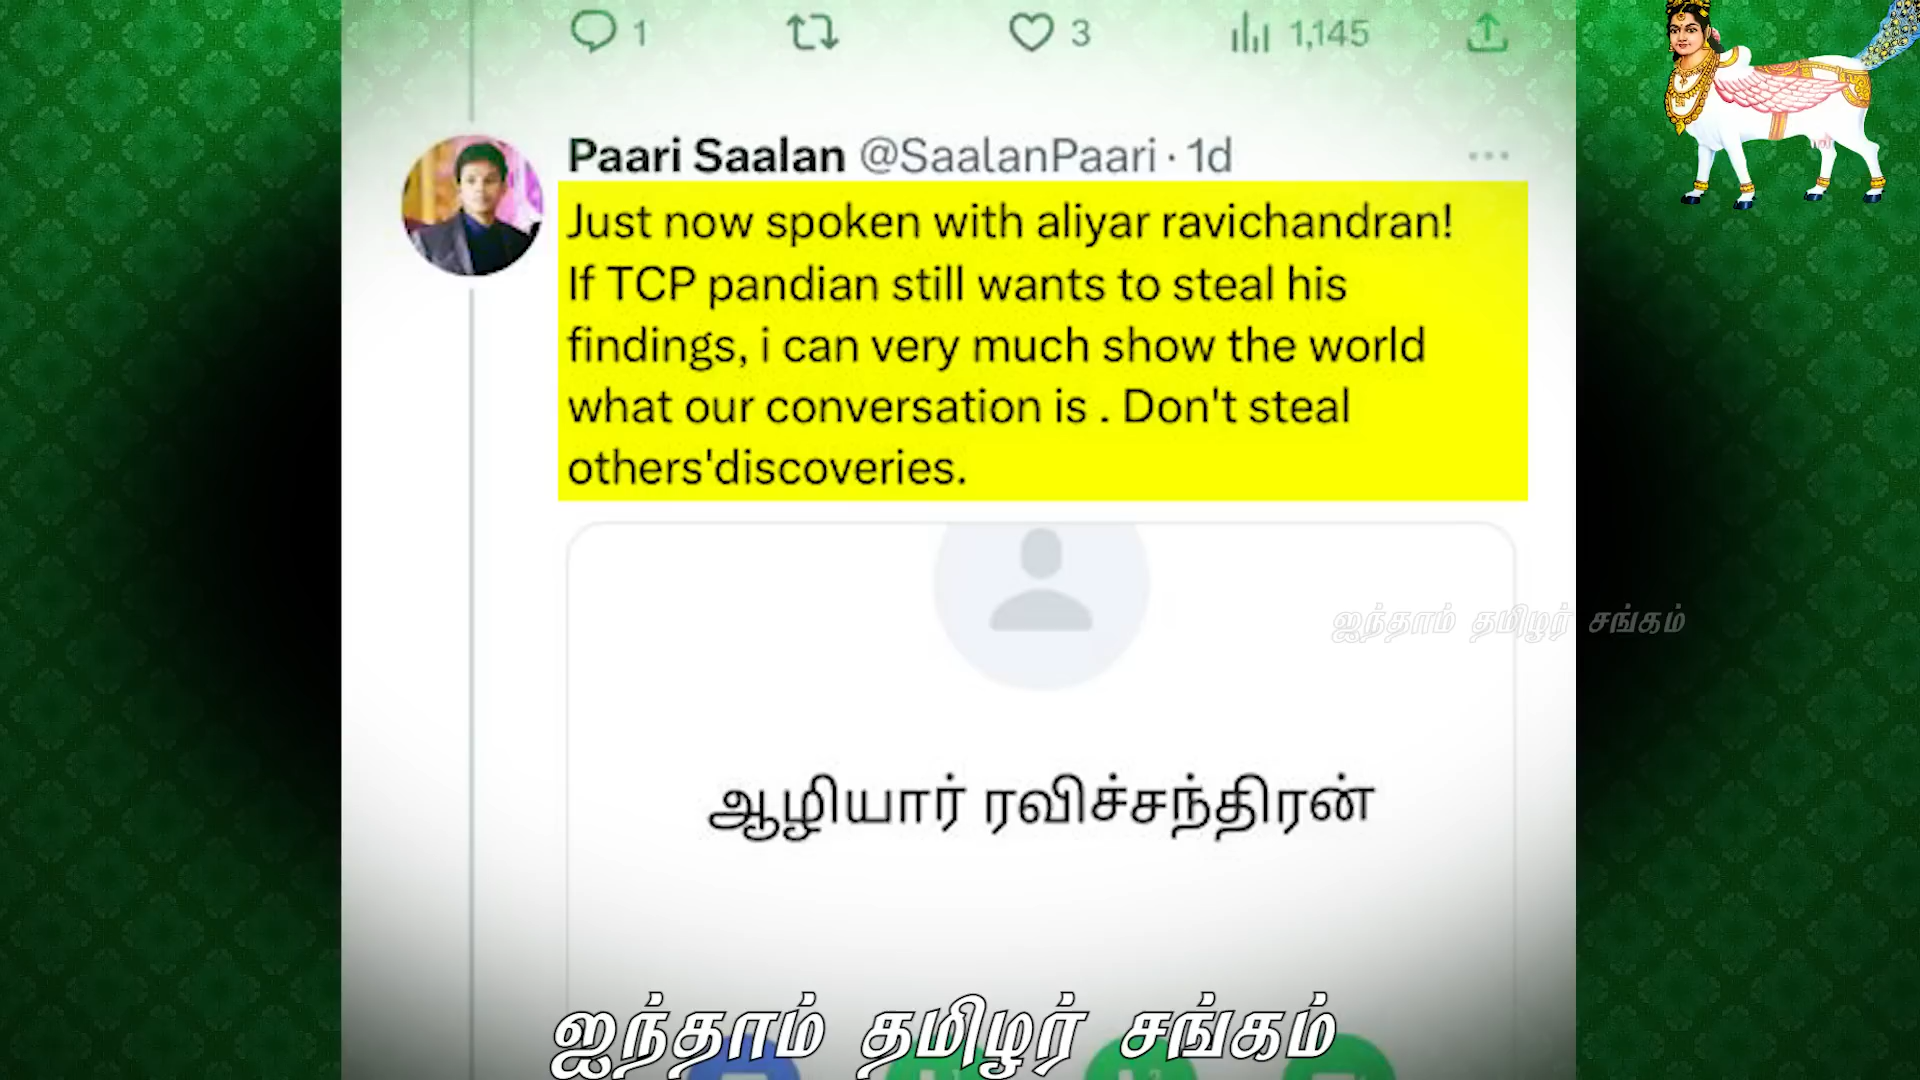 1 3 1,145
Paari Saalan @SaalanPaari · 1d
Just now spoken with aliyar ravichandran!
If TCP pandian still wants to steal his
findings, i can very much show the world
what our conversation is . Don't steal
others'discoveries.
ஐந்தாம் தமிழர் சங்கம்
ஆழியார் ரவிச்சந்திரன்
ஐந்தாம் தமிழர் சங்கம்